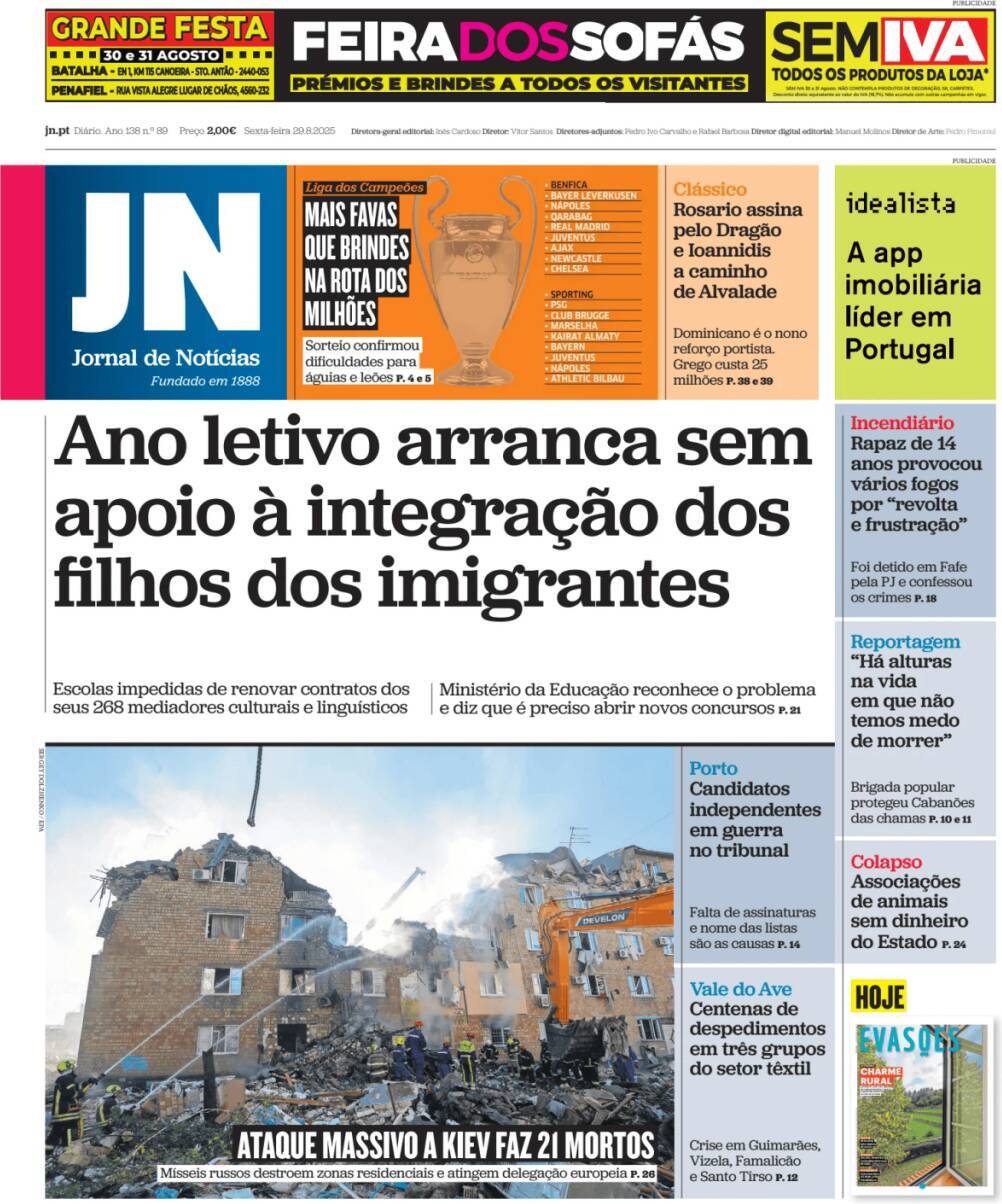 PUBLICIDADE
GRANDE FESTA
30 e 31 AGOSTO
BATALHA - EN 1, KM 115 CANOEIRA - STO. ANTÃO - 2440-053
PENAFIEL - RUA VISTA ALEGRE LUGAR DE CHÃOS, 4560-232
FEIRADOSSOFÁS
PRÉMIOS E BRINDES A TODOS OS VISITANTES
SEMIVA
TODOS OS PRODUTOS DA LOJA*
jn.pt Diário. Ano 138 n.º 89 Preço 2,00€ Sexta-feira 29.8.2025 Diretora-geral editorial: Inês Cardoso Diretor: Vítor Santos Diretores-adjuntos: Pedro Ivo Carvalho e Rafael Barbosa Diretor digital editorial: Manuel Molinos Diretor de Arte: Pedro Pimentel
PUBLICIDADE
JN
Jornal de Notícias
Fundado em 1888
Liga dos Campeões
MAIS FAVAS
QUE BRINDES
NA ROTA DOS
MILHÕES
Sorteio confirmou
dificuldades para
águias e leões P. 4 e 5
• BENFICA
• BAYER LEVERKUSEN
• NÁPOLES
• QARABAG
• REAL MADRID
• JUVENTUS
• AJAX
• NEWCASTLE
• CHELSEA
• SPORTING
• PSG
• CLUB BRUGGE
• MARSELHA
• KAIRAT ALMATY
• BAYERN
• JUVENTUS
• NÁPOLES
• ATHLETIC BILBAU
Clássico
Rosario assina
pelo Dragão
e Ioannidis
a caminho
de Alvalade
Dominicano é o nono
reforço portista.
Grego custa 25
milhões P. 38 e 39
idealista
A app
imobiliária
líder em
Portugal
Ano letivo arranca sem
apoio à integração dos
filhos dos imigrantes
Escolas impedidas de renovar contratos dos
seus 268 mediadores culturais e linguísticos
Ministério da Educação reconhece o problema
e diz que é preciso abrir novos concursos P. 21
Incendiário
Rapaz de 14
anos provocou
vários fogos
por “revolta
e frustração”
Foi detido em Fafe
pela PJ e confessou
os crimes P. 18
Reportagem
“Há alturas
na vida
em que não
temos medo
de morrer”
Brigada popular
protegeu Cabanões
das chamas P. 10 e 11
Colapso
Associações
de animais
sem dinheiro
do Estado P. 24
SERGEY DOLZHENKO / EPA
DEVELON
ATAQUE MASSIVO A KIEV FAZ 21 MORTOS
Mísseis russos destroem zonas residenciais e atingem delegação europeia P. 26
Porto
Candidatos
independentes
em guerra
no tribunal
Falta de assinaturas
e nome das listas
são as causas P. 14
Vale do Ave
Centenas de
despedimentos
em três grupos
do setor têxtil
Crise em Guimarães,
Vizela, Famalicão
e Santo Tirso P. 12
HOJE
EVASÕES
CHARME
RURAL